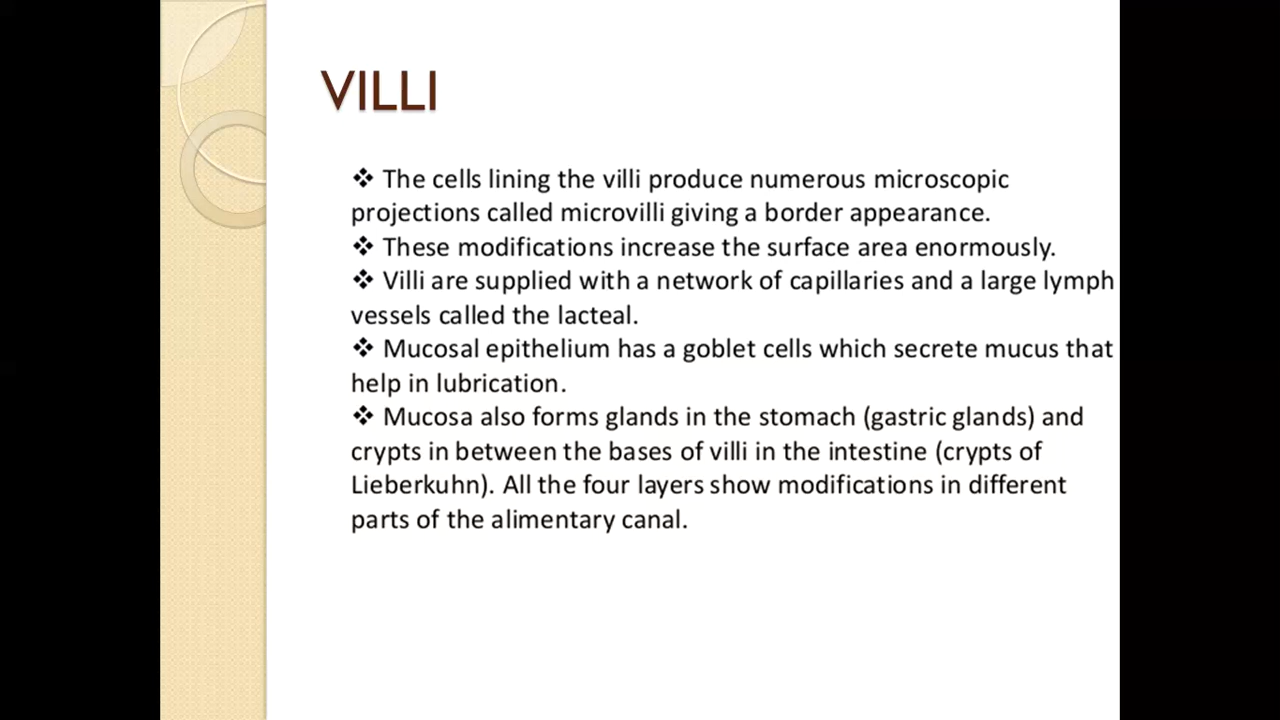 VILLI
❖ The cells lining the villi produce numerous microscopic
projections called microvilli giving a border appearance.
❖ These modifications increase the surface area enormously.
❖ Villi are supplied with a network of capillaries and a large lymph
vessels called the lacteal.
❖ Mucosal epithelium has a goblet cells which secrete mucus that
help in lubrication.
❖ Mucosa also forms glands in the stomach (gastric glands) and
crypts in between the bases of villi in the intestine (crypts of
Lieberkuhn). All the four layers show modifications in different
parts of the alimentary canal.